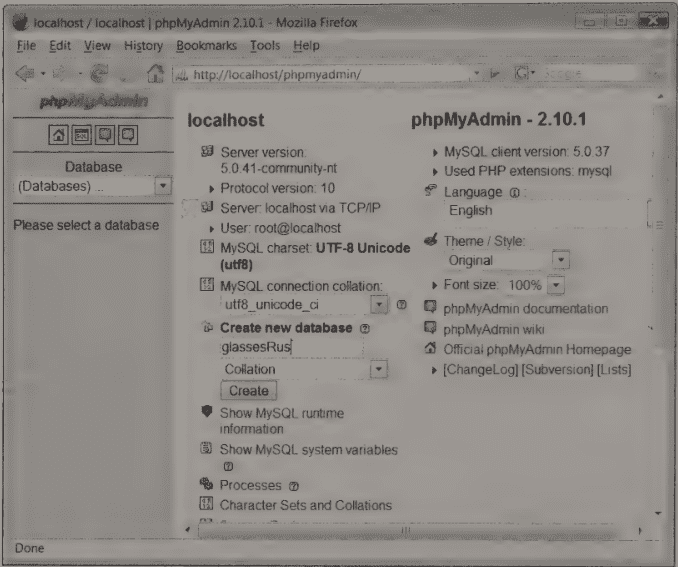 localhost / localhost | phpMyAdmin 2.10.1 - Mozilla Firefox
File Edit View History Bookmarks Tools Help
http://localhost/phpmyadmin/
Google
phpMyAdmin
Database
(Databases) ...
Please select a database
localhost
Server version:
5.0.41-community-nt
Protocol version: 10
Server: localhost via TCP/IP
User: root@localhost
MySQL charset: UTF-8 Unicode
(utf8)
MySQL connection collation:
utf8_unicode_ci
Create new database
glassesRus
Collation
Create
Show MySQL runtime
information
Show MySQL system variables
Processes
Character Sets and Collations
phpMyAdmin - 2.10.1
MySQL client version: 5.0.37
Used PHP extensions: mysql
Language :
English
Theme / Style:
Original
Font size: 100%
phpMyAdmin documentation
phpMyAdmin wiki
Official phpMyAdmin Homepage
[ChangeLog] [Subversion] [Lists]
Done